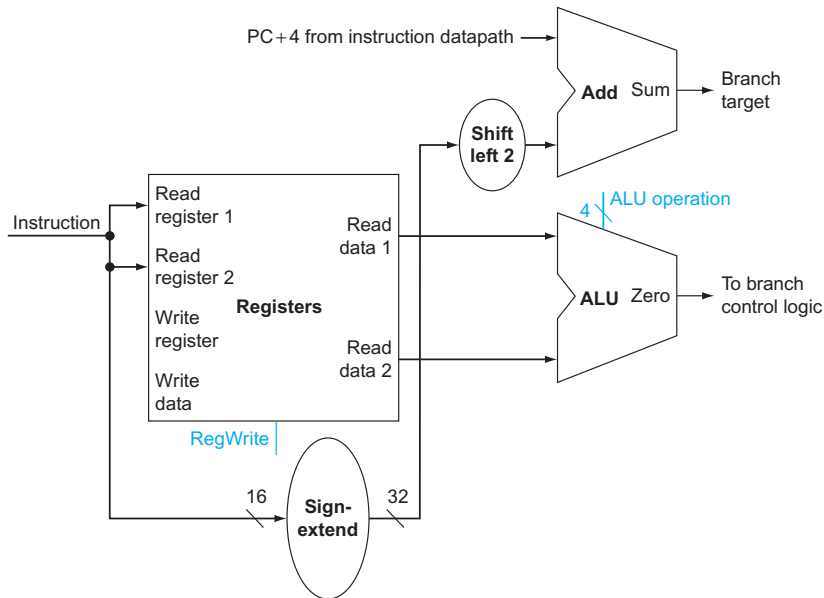 PC+4 from instruction datapath
Add Sum
Branch
target
Shift
left 2
Instruction
Read
register 1
Read
register 2
Write
register
Write
data
Registers
Read
data 1
Read
data 2
RegWrite
4
ALU operation
ALU Zero
To branch
control logic
16
Sign-
extend
32